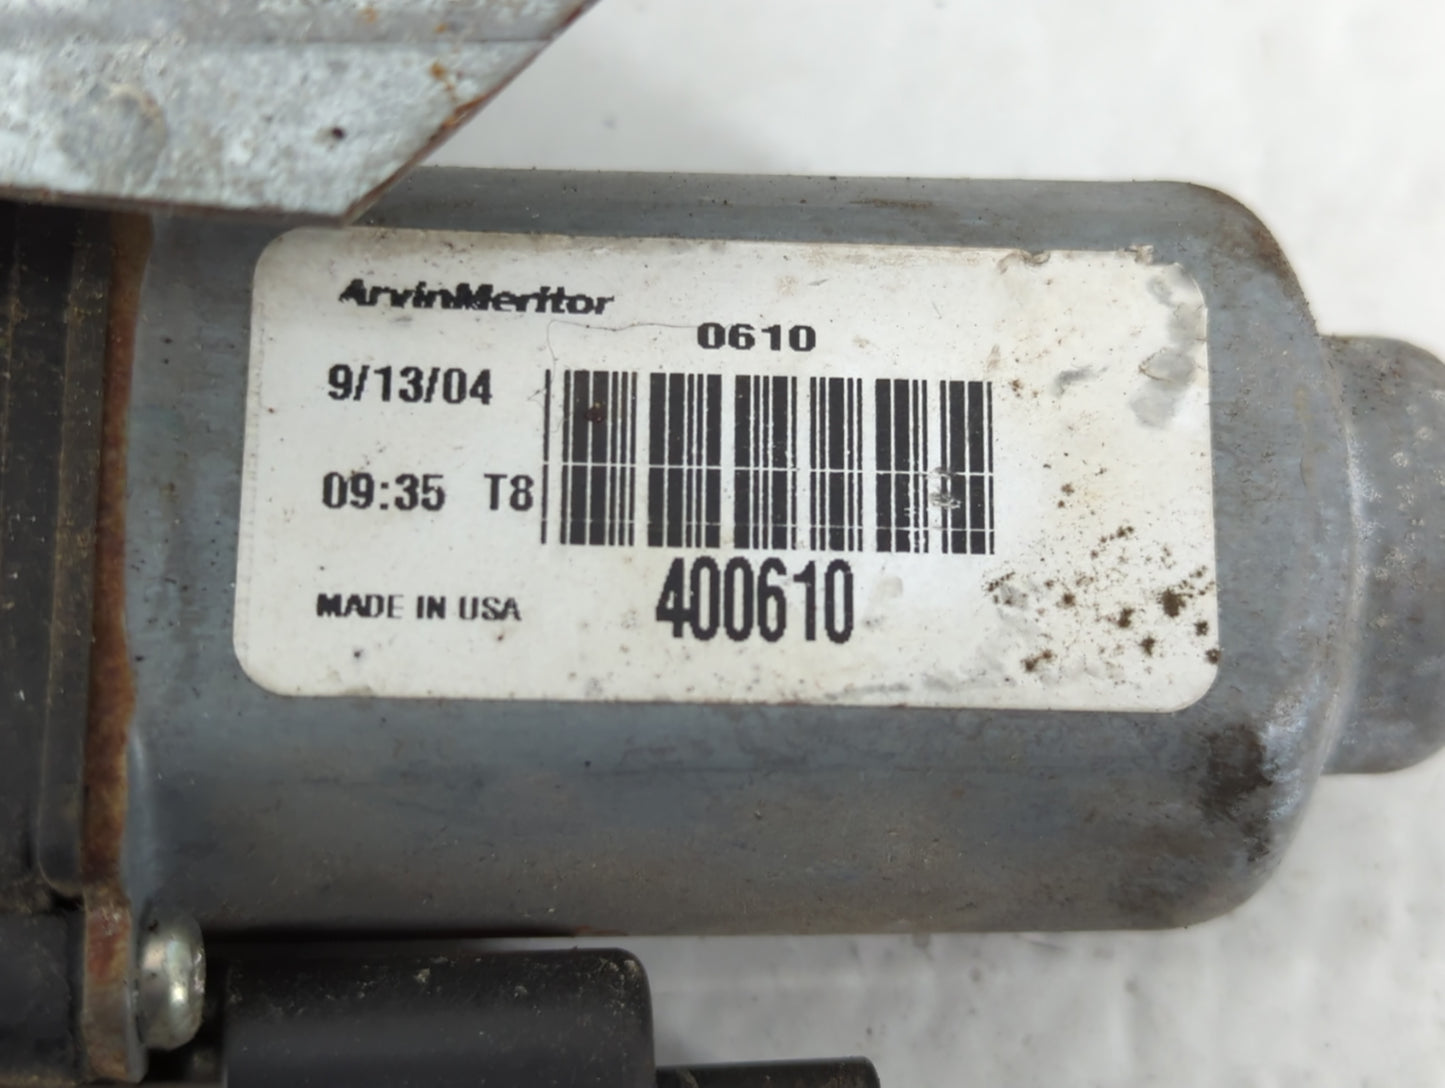 ArvinMeritor
0610
9/13/04
09:35 T8
MADE IN USA
400610